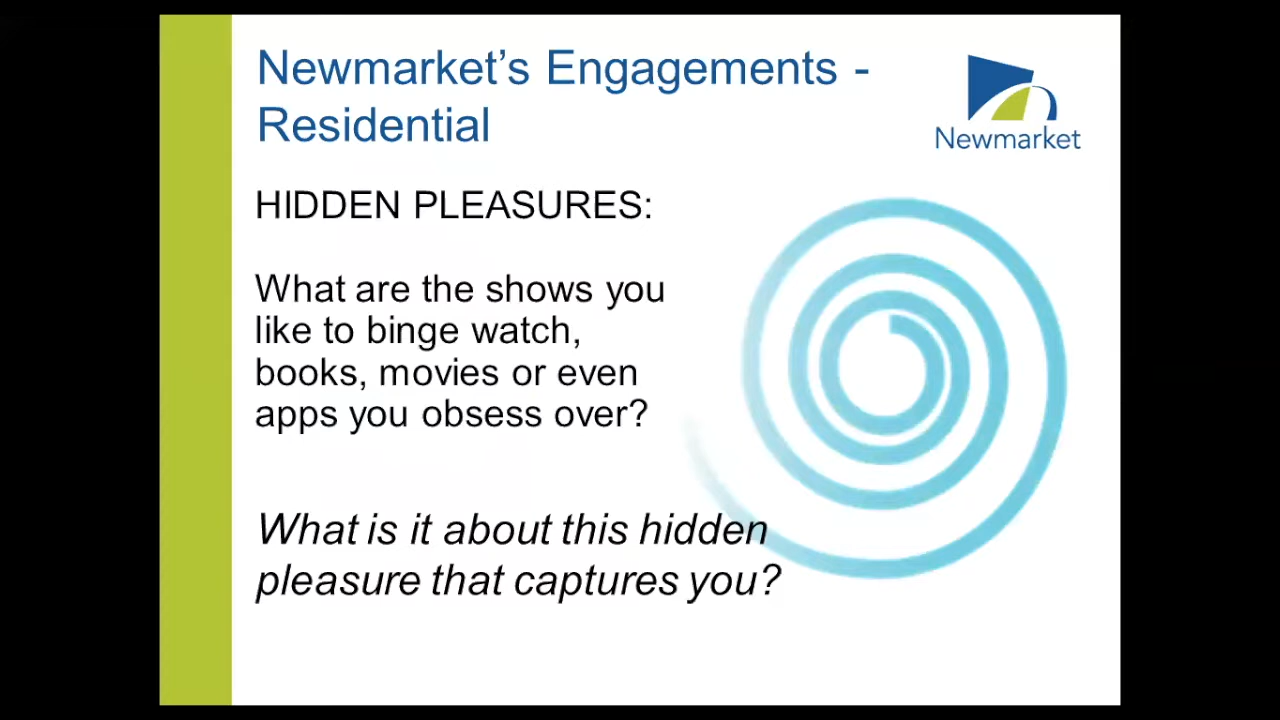 Newmarket's Engagements -
Residential
Newmarket
HIDDEN PLEASURES:
What are the shows you
like to binge watch,
books, movies or even
apps you obsess over?
What is it about this hidden
pleasure that captures you?